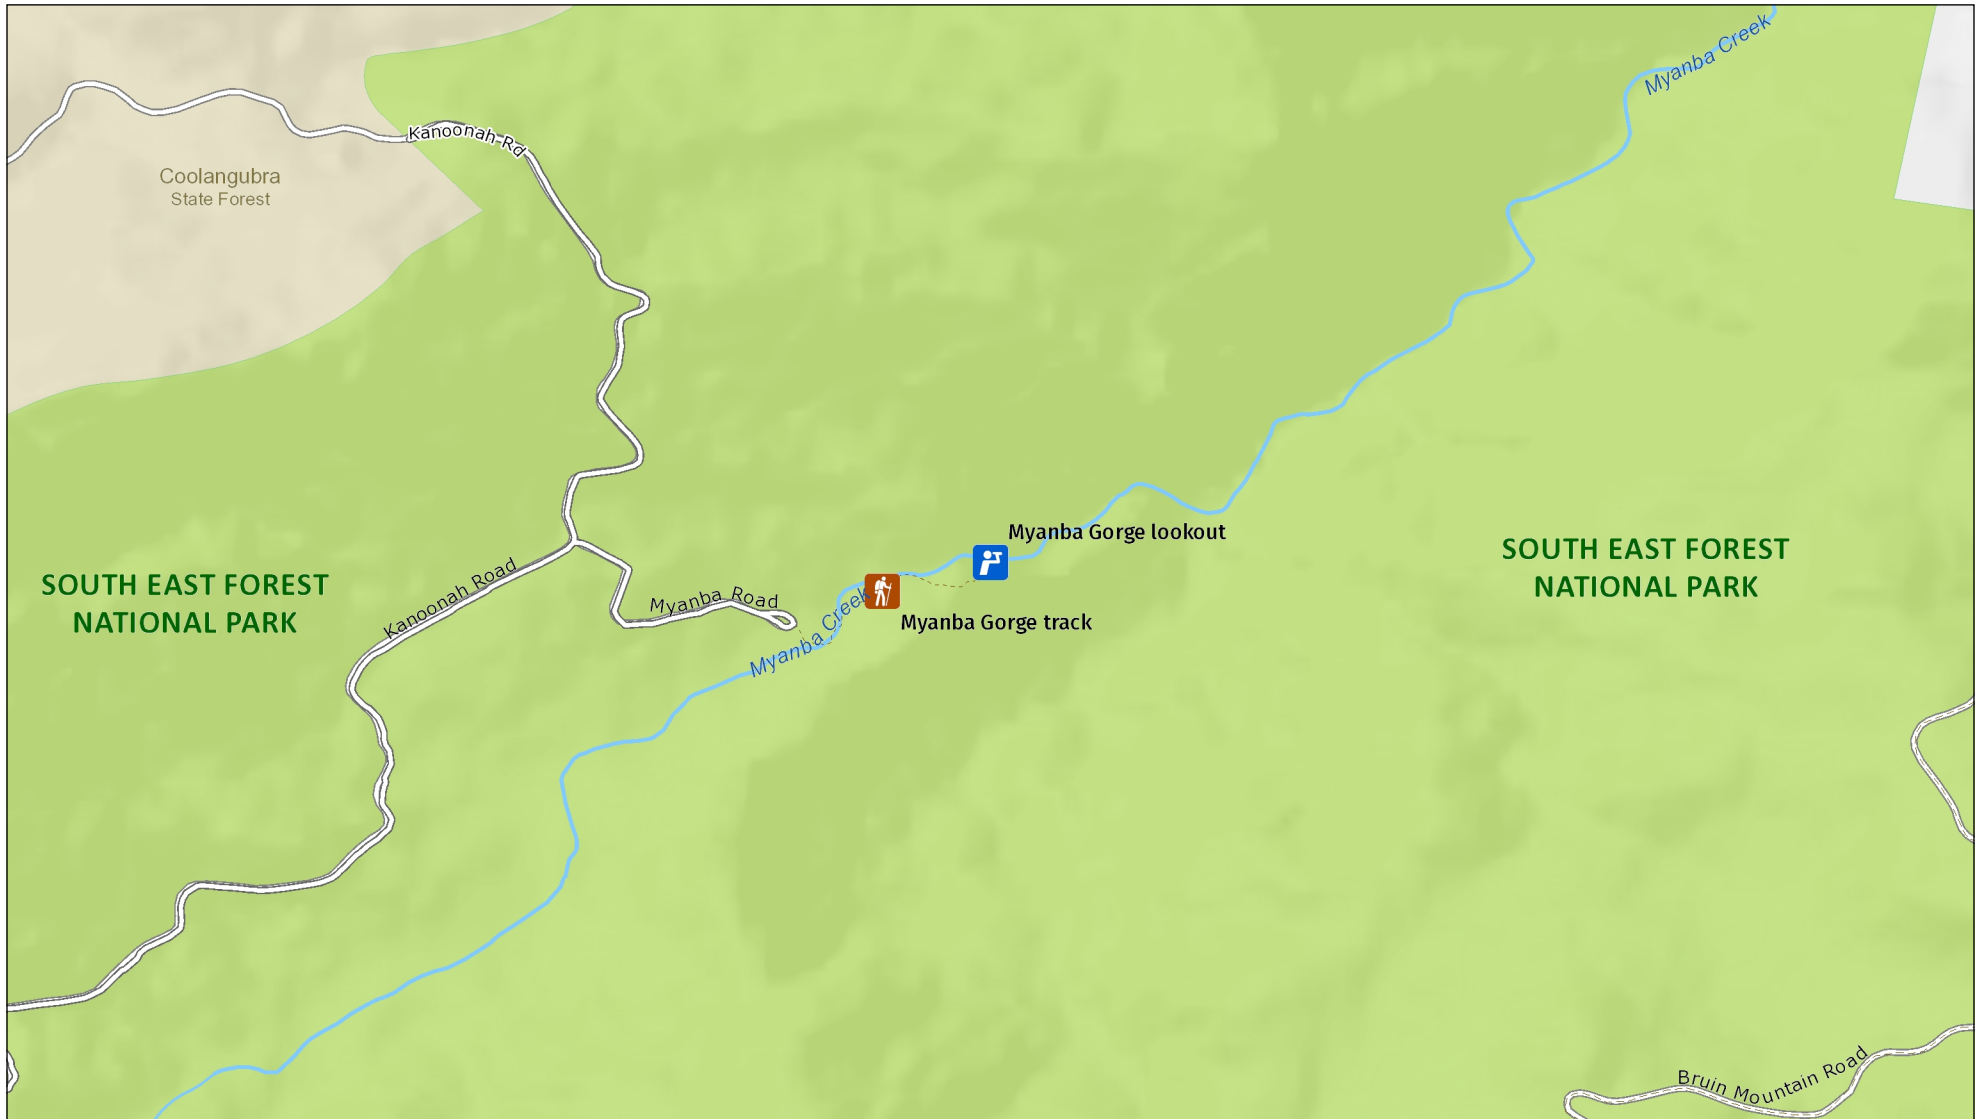 Myanba Creek
Kanoonah Rd
Coolangubra
State Forest
Myanba Gorge lookout
SOUTH EAST FOREST
NATIONAL PARK
SOUTH EAST FOREST
NATIONAL PARK
Kanoonah Road
Myanba Road
Myanba Creek
Myanba Gorge track
Bruin Mountain Road